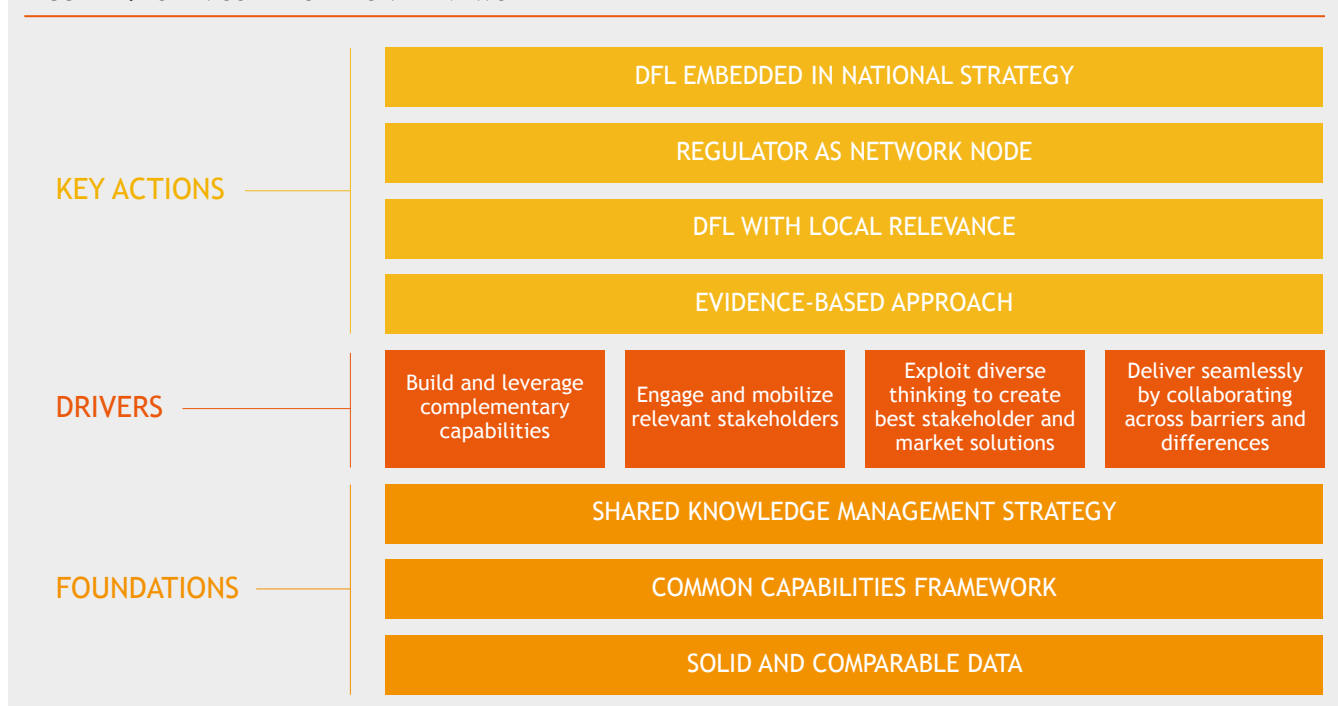 DFL EMBEDDED IN NATIONAL STRATEGY
REGULATOR AS NETWORK NODE
KEY ACTIONS
DFL WITH LOCAL RELEVANCE
EVIDENCE-BASED APPROACH
DRIVERS
Build and leverage
complementary
capabilities
Engage and mobilize
relevant stakeholders
Exploit diverse
thinking to create
best stakeholder and
market solutions
Deliver seamlessly
by collaborating
across barriers and
differences
SHARED KNOWLEDGE MANAGEMENT STRATEGY
FOUNDATIONS
COMMON CAPABILITIES FRAMEWORK
SOLID AND COMPARABLE DATA